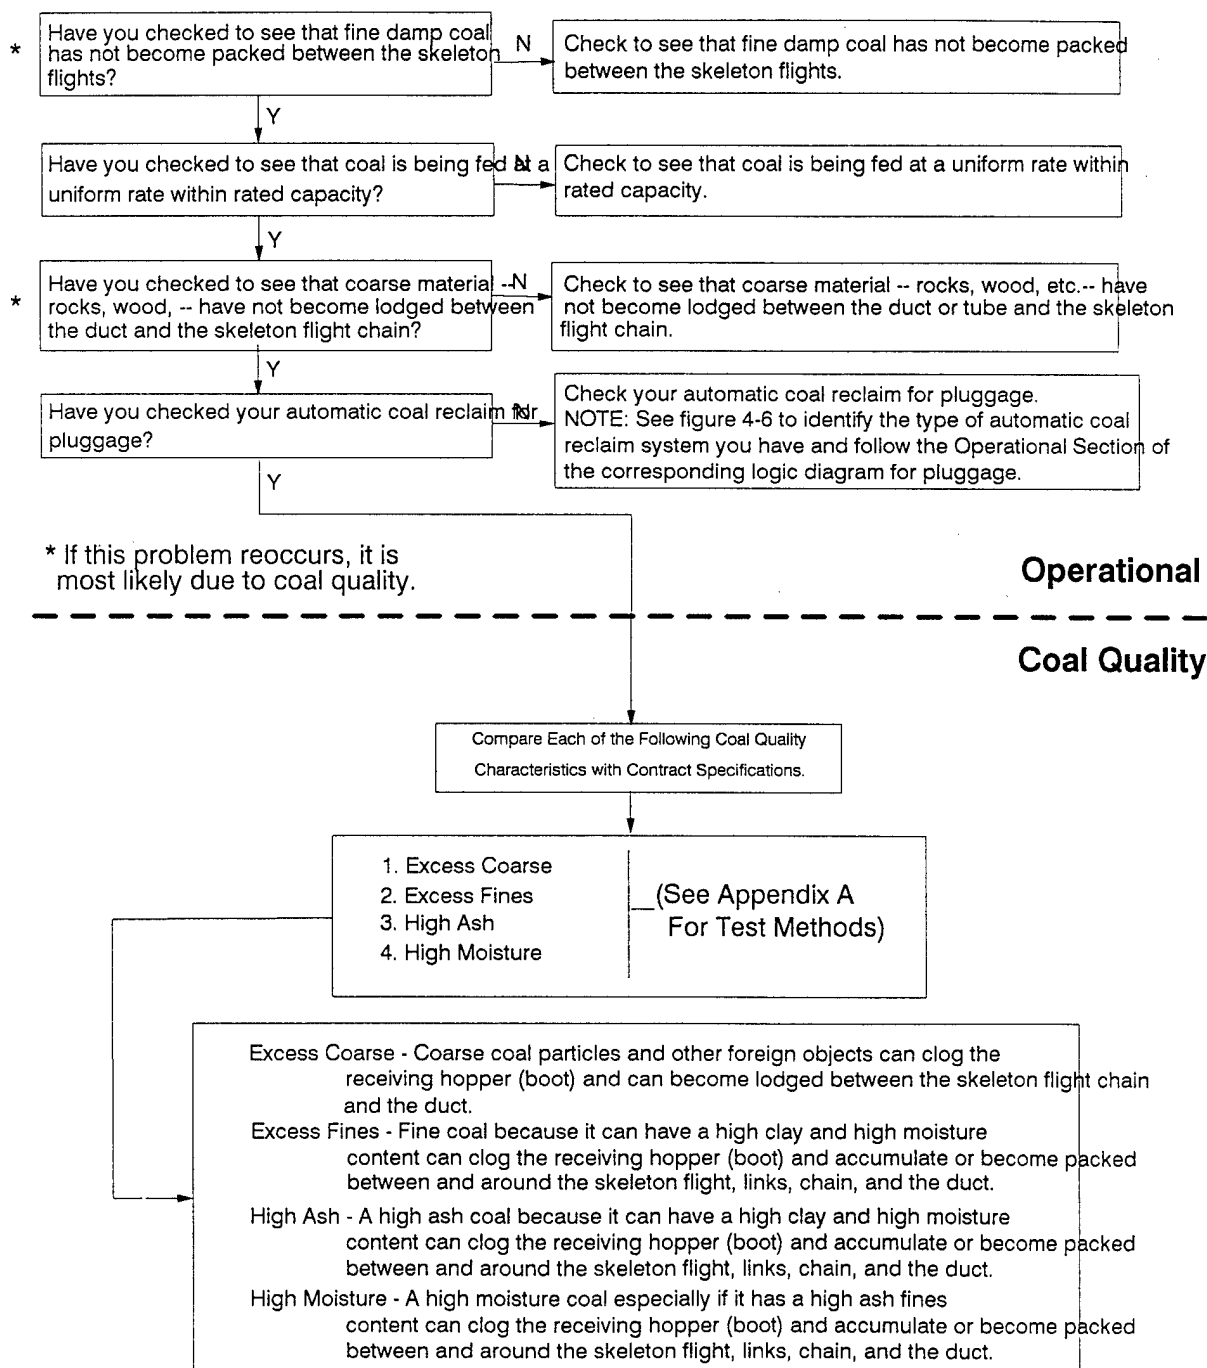 * Have you checked to see that fine damp coal
has not become packed between the skeleton
flights?
N
Check to see that fine damp coal has not become packed
between the skeleton flights.
Y
Have you checked to see that coal is being fed at a
uniform rate within rated capacity?
N
Check to see that coal is being fed at a uniform rate within
rated capacity.
Y
* Have you checked to see that coarse material --
rocks, wood, -- have not become lodged between
the duct and the skeleton flight chain?
N
Check to see that coarse material -- rocks, wood, etc.-- have
not become lodged between the duct or tube and the skeleton
flight chain.
Y
Have you checked your automatic coal reclaim for
pluggage?
N
Check your automatic coal reclaim for pluggage.
NOTE: See figure 4-6 to identify the type of automatic coal
reclaim system you have and follow the Operational Section of
the corresponding logic diagram for pluggage.
Y
* If this problem reoccurs, it is
most likely due to coal quality.
Operational
Coal Quality
Compare Each of the Following Coal Quality
Characteristics with Contract Specifications.
1. Excess Coarse
2. Excess Fines
3. High Ash
4. High Moisture
(See Appendix A
For Test Methods)
Excess Coarse - Coarse coal particles and other foreign objects can clog the
receiving hopper (boot) and can become lodged between the skeleton flight chain
and the duct.
Excess Fines - Fine coal because it can have a high clay and high moisture
content can clog the receiving hopper (boot) and accumulate or become packed
between and around the skeleton flight, links, chain, and the duct.
High Ash - A high ash coal because it can have a high clay and high moisture
content can clog the receiving hopper (boot) and accumulate or become packed
between and around the skeleton flight, links, chain, and the duct.
High Moisture - A high moisture coal especially if it has a high ash fines
content can clog the receiving hopper (boot) and accumulate or become packed
between and around the skeleton flight, links, chain, and the duct.